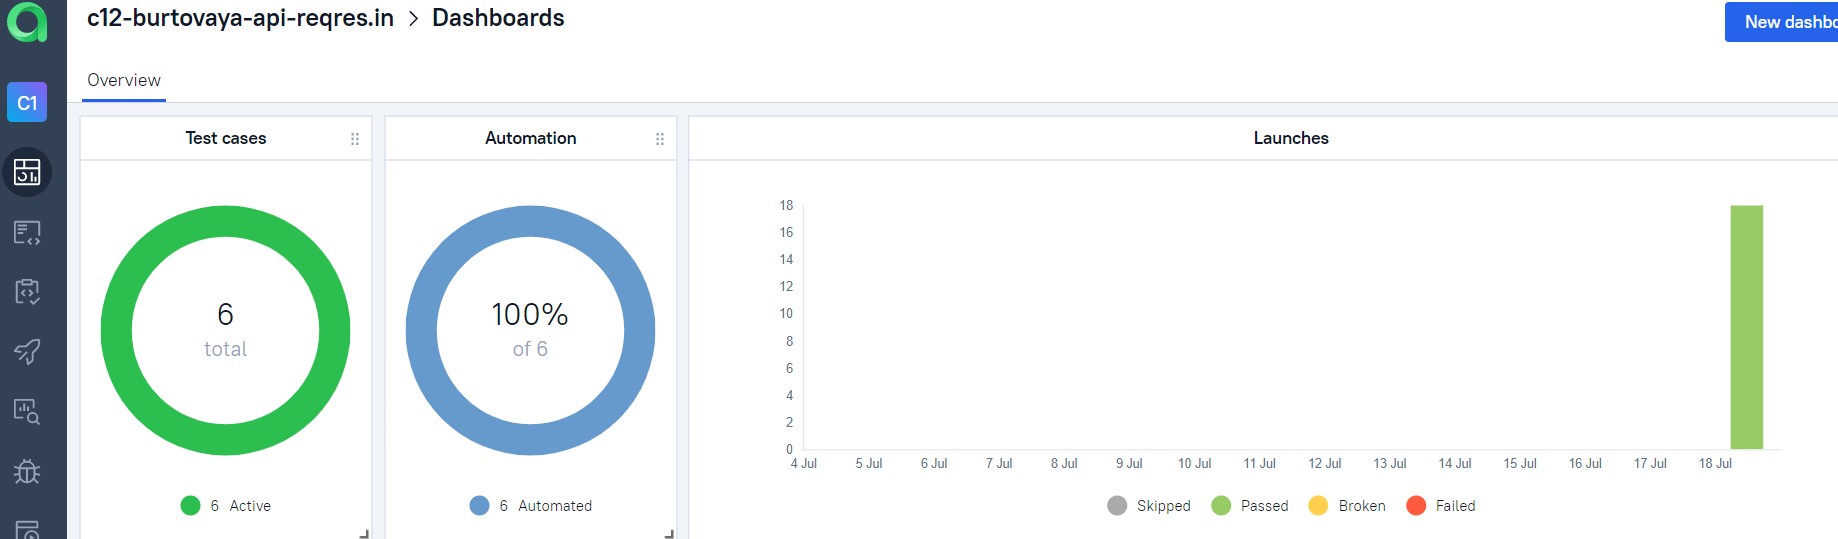 c12-burtovaya-api-reqres.in > Dashboards
New dashbo
Overview
C1
Test cases
Automation
Launches
6
total
6 Active
100%
of 6
6 Automated
18
16
14
12
10
8
6
4
2
0
4 Jul 5 Jul 6 Jul 7 Jul 8 Jul 9 Jul 10 Jul 11 Jul 12 Jul 13 Jul 14 Jul 15 Jul 16 Jul 17 Jul 18 Jul
Skipped Passed Broken Failed